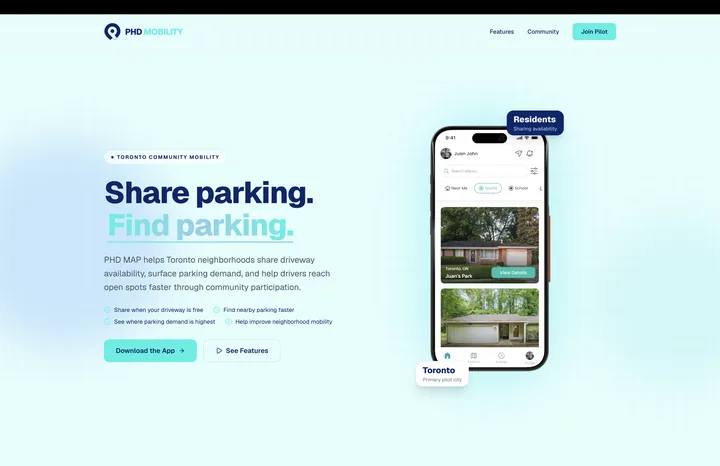 PHD MOBILITY
Features
Community
Join Pilot
TORONTO COMMUNITY MOBILITY
Share parking.
Find parking.
PHD MAP helps Toronto neighborhoods share driveway
availability, surface parking demand, and help drivers reach
open spots faster through community participation.
Share when your driveway is free
Find nearby parking faster
See where parking demand is highest
Help improve neighborhood mobility
Download the App
See Features
Residents
Sharing availability
9:41
Juan John
Near Me
Sports
School
Toronto, ON
Juan's Park
View Details
Toronto
Primary pilot city